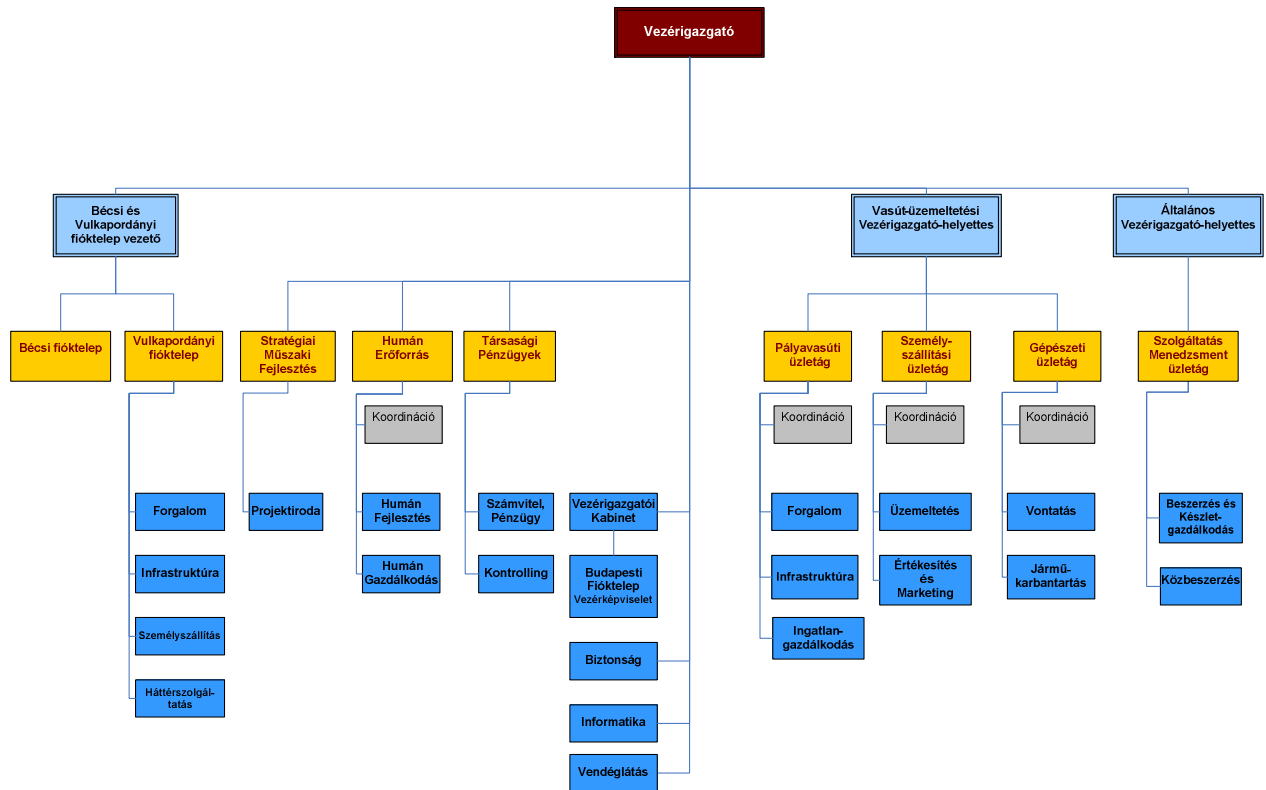 Vezérigazgató
Bécsi és
Vulkapordányi
fióktelep vezető
Vasút-üzemeltetési
Vezérigazgató-helyettes
Általános
Vezérigazgató-helyettes
Bécsi fióktelep
Vulkapordányi
fióktelep
Stratégiai
Műszaki
Fejlesztés
Humán
Erőforrás
Társasági
Pénzügyek
Pályavasúti
üzletág
Személy-
szállítási
üzletág
Gépészeti
üzletág
Szolgáltatás
Menedzsment
üzletág
Koordináció
Koordináció
Koordináció
Koordináció
Forgalom
Projektiroda
Humán
Fejlesztés
Számvitel,
Pénzügy
Vezérigazgatói
Kabinet
Forgalom
Üzemeltetés
Vontatás
Beszerzés és
Készlet-
gazdálkodás
Infrastruktúra
Humán
Gazdálkodás
Kontrolling
Budapesti
Fióktelep
Vezérképviselet
Infrastruktúra
Értékesítés
és
Marketing
Jármű-
karbantartás
Közbeszerzés
Személyszállítás
Ingatlan-
gazdálkodás
Biztonság
Háttérszolgál-
tatás
Informatika
Vendéglátás